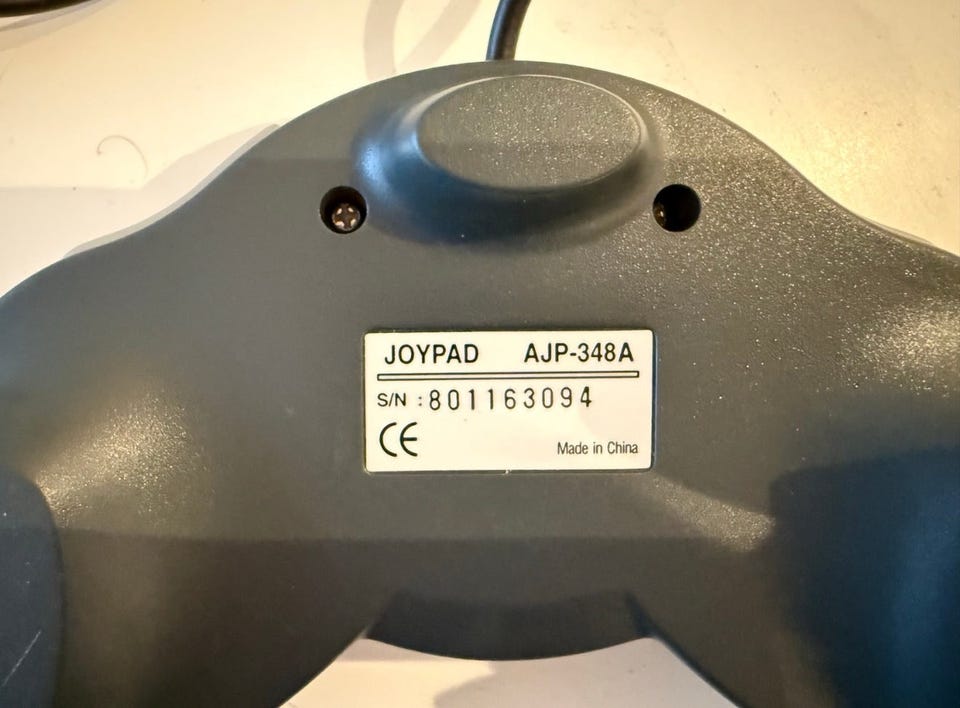 JOYPAD AJP-348A
S/N : 801163094
CE
Made in China